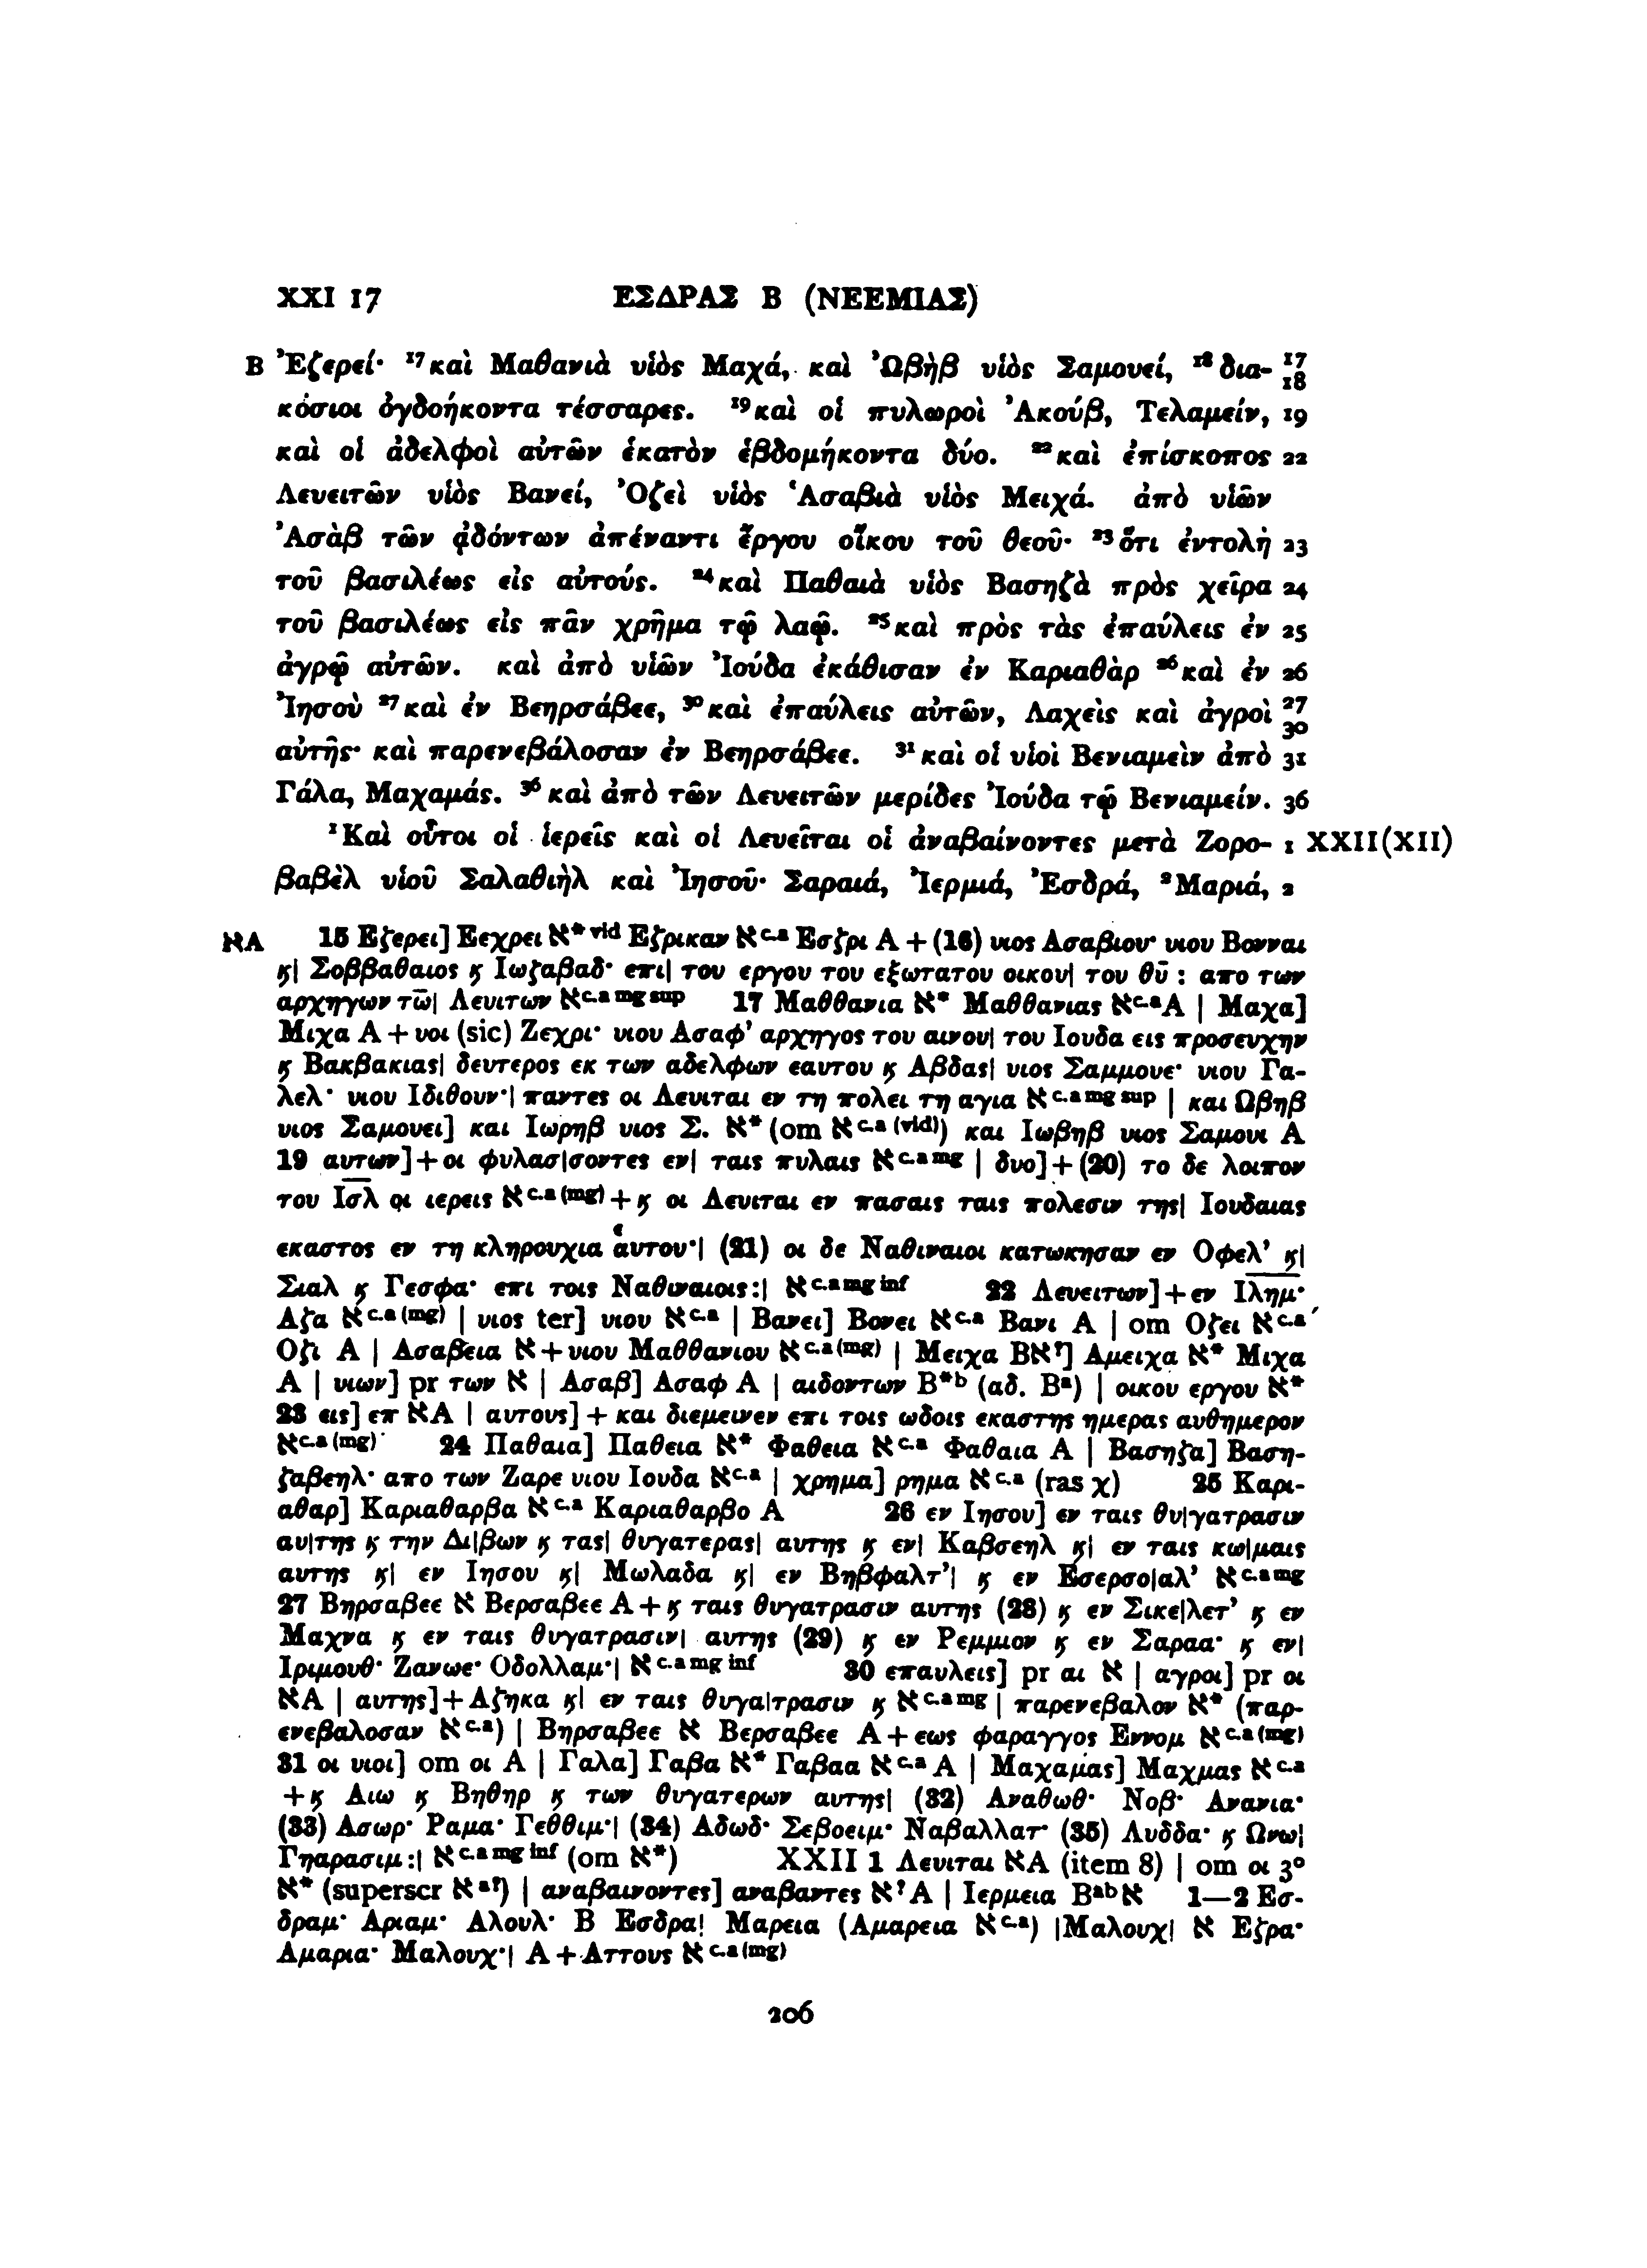 XXI 17 ΕΣΔΡΑΣ Β (ΝΕΕΜΙΑΣ)
B Ἐζερεί· ¹⁷καὶ Μαθανιὰ υἱὸς Μαχά, καὶ Ὠβὴβ υἱὸς Σαμουεί, ¹⁸δια- 17 18
κόσιοι ὀγδοήκοντα τέσσαρες. ¹⁹καὶ οἱ πυλωροὶ Ἀκούβ, Τελαμείν, 19
καὶ οἱ ἀδελφοὶ αὐτῶν ἑκατὸν ἑβδομήκοντα δύο. ²²καὶ ἐπίσκοπος 22
Λευειτῶν υἱὸς Βανεί, Ὀζεὶ υἱὸς Ἁσαβιὰ υἱὸς Μειχά. ἀπὸ υἱῶν
Ἀσὰβ τῶν ᾀδόντων ἀπέναντι ἔργου οἴκου τοῦ θεοῦ· ²³ὅτι ἐντολὴ 23
τοῦ βασιλέως εἰς αὐτούς. ²⁴καὶ Παθαιὰ υἱὸς Βασηζὰ πρὸς χεῖρα 24
τοῦ βασιλέως εἰς πᾶν χρῆμα τῷ λαῷ. ²⁵καὶ πρὸς τὰς ἐπαύλεις ἐν 25
ἀγρῷ αὐτῶν. καὶ ἀπὸ υἱῶν Ἰούδα ἐκάθισαν ἐν Καριαθὰρ ²⁶καὶ ἐν 26
Ἰησοὺ ²⁷καὶ ἐν Βεηρσάβεε, ³⁰καὶ ἐπαύλεις αὐτῶν, Λαχεὶς καὶ ἀγροὶ 27 30
αὐτῆς· καὶ παρενεβάλοσαν ἐν Βεηρσάβεε. ³¹καὶ οἱ υἱοὶ Βενιαμεὶν ἀπὸ 31
Γάλα, Μαχαμάς. ³⁶καὶ ἀπὸ τῶν Λευειτῶν μερίδες Ἰούδα τῷ Βενιαμείν. 36
¹Καὶ οὗτοι οἱ ἱερεῖς καὶ οἱ Λευεῖται οἱ ἀναβαίνοντες μετὰ Ζορο- 1 XXII(XII)
βαβὲλ υἱοῦ Σαλαθιὴλ καὶ Ἰησοῦ· Σαραιά, Ἰερμιά, Ἐσδρά, ²Μαριά, 2
אA 15 Εζερει] Εεχρει א* vid Εζρικαν א c.a Εσζρι A + (16) υιος Ασαβιου· υιου Βονναι
ϗ| Σοββαθαιος ϗ Ιωζαβαδ· επι| του εργου του εξωτατου οικου| του θῡ : απο των
αρχηγων τω̄| Λευιτων א c.a mg sup 17 Μαθθανια א* Μαθθανιας א c.a A | Μαχα]
Μιχα A + υοι (sic) Ζεχρι· υιου Ασαφ’ αρχηγος του αινου| του Ιουδα εις προσευχην
ϗ Βακβακιας| δευτερος εκ των αδελφων εαυτου ϗ Αβδας| υιος Σαμμουε· υιου Γα-
λελ· υιου Ιδιθουν·| παντες οι Λευιται εν τη πολει τη αγια א c.a mg sup | και Ωβηβ
υιος Σαμουει] και Ιωρηβ υιος Σ. א* (om א c.a (vid)) και Ιωβηβ υιος Σαμουι A
19 αυτων]+οι φυλασ|σοντες εν| ταις πυλαις א c.a mg | δυο]+(20) το δε λοιπον
του Ισ̅λ̅ οι ιερεις א c.a (mg) +ϗ οι Λευιται εν πασαις ταις πολεσιν της| Ιουδαιας
ε
εκαστος εν τη κληρουχια αυτου·| (21) οι δε Ναθιναιοι κατωκησαν εν Οφελ’ ϗ|
Σιαλ ϗ Γεσφα· επι τοις Ναθιναιοις:| א c.a mg inf 22 Λευειτων]+εν Ιλ̅η̅μ̅·
Αζα א c.a (mg) | υιος ter] υιου א c.a | Βανει] Βονει א c.a Βανι A | om Οζει א c.a
Οζι A | Ασαβεια א+υιου Μαθθανιου א c.a (mg) | Μειχα Bא?] Αμειχα א* Μιχα
A | υιων] pr των א | Ασαβ] Ασαφ A | αιδοντων B*b (αδ. Ba) | οικου εργου א*
23 εις] επ אA | αυτους] + και διεμεινεν επι τοις ωδοις εκαστης ημερας αυθημερον
א c.a (mg) 24 Παθαια] Παθεια א* Φαθεια א c.a Φαθαια A | Βασηζα] Βαση-
ζαβεηλ· απο των Ζαρε υιου Ιουδα א c.a | χρημα] ρημα א c.a (ras χ) 25 Καρι-
αθαρ] Καριαθαρβα א c.a Καριαθαρβο A 26 εν Ιησου] εν ταις θυ|γατρασιν
αυ|της ϗ την Δι|βων ϗ τας| θυγατερας| αυτης ϗ εν| Καβσεηλ ϗ| εν ταις κω|μαις
αυτης ϗ| εν Ιησου ϗ| Μωλαδα ϗ| εν Βηβφαλτ’| ϗ εν Εσερσο|αλ’ א c.a mg
27 Βηρσαβεε א Βερσαβεε A + ϗ ταις θυγατρασιν αυτης (28) ϗ εν Σικε|λετ’ ϗ εν
Μαχνα ϗ εν ταις θυγατρασιν| αυτης (29) ϗ εν Ρεμμιον ϗ εν Σαραα· ϗ εν|
Ιριμουθ· Ζανωε· Οδολλαμ·| א c.a mg inf 30 επαυλεις] pr αι א | αγροι] pr οι
אA | αυτης]+Αζηκα ϗ| εν ταις θυγα|τρασιν ϗ א c.a mg | παρενεβαλον א* (παρ-
ενεβαλοσαν א c.a) | Βηρσαβεε א Βερσαβεε A + εως φαραγγος Εννομ א c.a (mg)
31 οι υιοι] om οι A | Γαλα] Γαβα א* Γαβαα א c.a A | Μαχαμας] Μαχμας א c.a
+ϗ Αιω ϗ Βηθηρ ϗ των θυγατερων αυτης| (32) Αναθωθ· Νοβ· Ανανια·
(33) Ασωρ· Ραμα· Γεθθιμ·| (34) Αδωδ· Σεβοειμ· Ναβαλλατ· (35) Λυδδα· ϗ Ωνω|
Γηαρασιμ:| א c.a mg inf (om א*) XXII 1 Λευιται אA (item 8) | om οι 3°
א* (superscr א a?) | αναβαινοντες] αναβαντες א? A | Ιερμεια Bab א 1—2 Εσ-
δραμ· Αριαμ· Αλουλ· B Εσδρα| Μαρεια (Αμαρεια א c.a) |Μαλουχ| א Εζρα·
Αμαρια· Μαλουχ·| A + Αττους א c.a (mg)
206